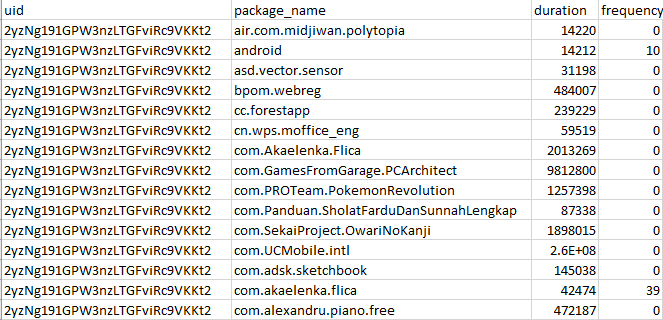 uid package_name duration frequency
2yzNg191GPW3nzLTGFviRc9VKKt2 air.com.midjiwan.polytopia 14220 0
2yzNg191GPW3nzLTGFviRc9VKKt2 android 14212 10
2yzNg191GPW3nzLTGFviRc9VKKt2 asd.vector.sensor 31198 0
2yzNg191GPW3nzLTGFviRc9VKKt2 bpom.webreg 484007 0
2yzNg191GPW3nzLTGFviRc9VKKt2 cc.forestapp 239229 0
2yzNg191GPW3nzLTGFviRc9VKKt2 cn.wps.moffice_eng 59519 0
2yzNg191GPW3nzLTGFviRc9VKKt2 com.Akaelenka.Flica 2013269 0
2yzNg191GPW3nzLTGFviRc9VKKt2 com.GamesFromGarage.PCArchitect 9812800 0
2yzNg191GPW3nzLTGFviRc9VKKt2 com.PROTeam.PokemonRevolution 1257398 0
2yzNg191GPW3nzLTGFviRc9VKKt2 com.Panduan.SholatFarduDanSunnahLengkap 87338 0
2yzNg191GPW3nzLTGFviRc9VKKt2 com.SekaiProject.OwariNoKanji 1898015 0
2yzNg191GPW3nzLTGFviRc9VKKt2 com.UCMobile.intl 2.6E+08 0
2yzNg191GPW3nzLTGFviRc9VKKt2 com.adsk.sketchbook 145038 0
2yzNg191GPW3nzLTGFviRc9VKKt2 com.akaelenka.flica 42474 39
2yzNg191GPW3nzLTGFviRc9VKKt2 com.alexandru.piano.free 472187 0